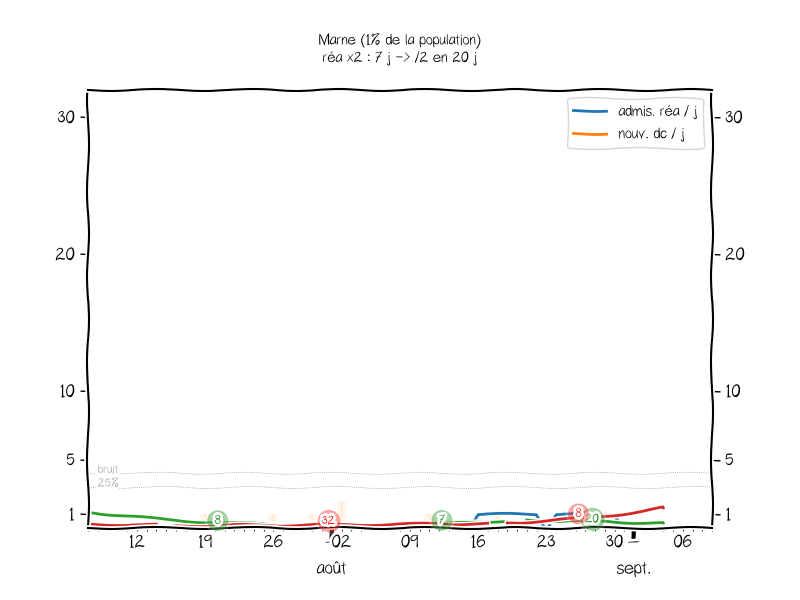 Marne (1% de la population)
réa x2 : 7 j -> /2 en 20 j
admis. réa / j
nouv. dc / j
30 30
20 20
10 10
5 5
bruit
25%
1 1
8 32 7 8 20
12 19 26 02 09 16 23 30 06
août sept.